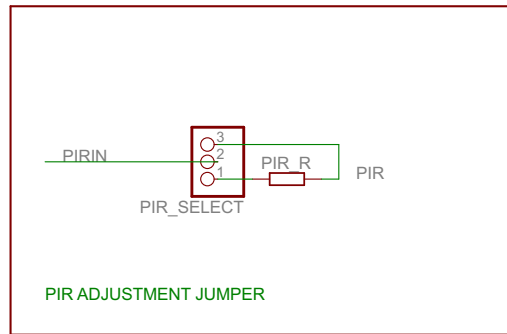 3
PIRIN
2
PIR_R
1
PIR
PIR_SELECT
PIR ADJUSTMENT JUMPER